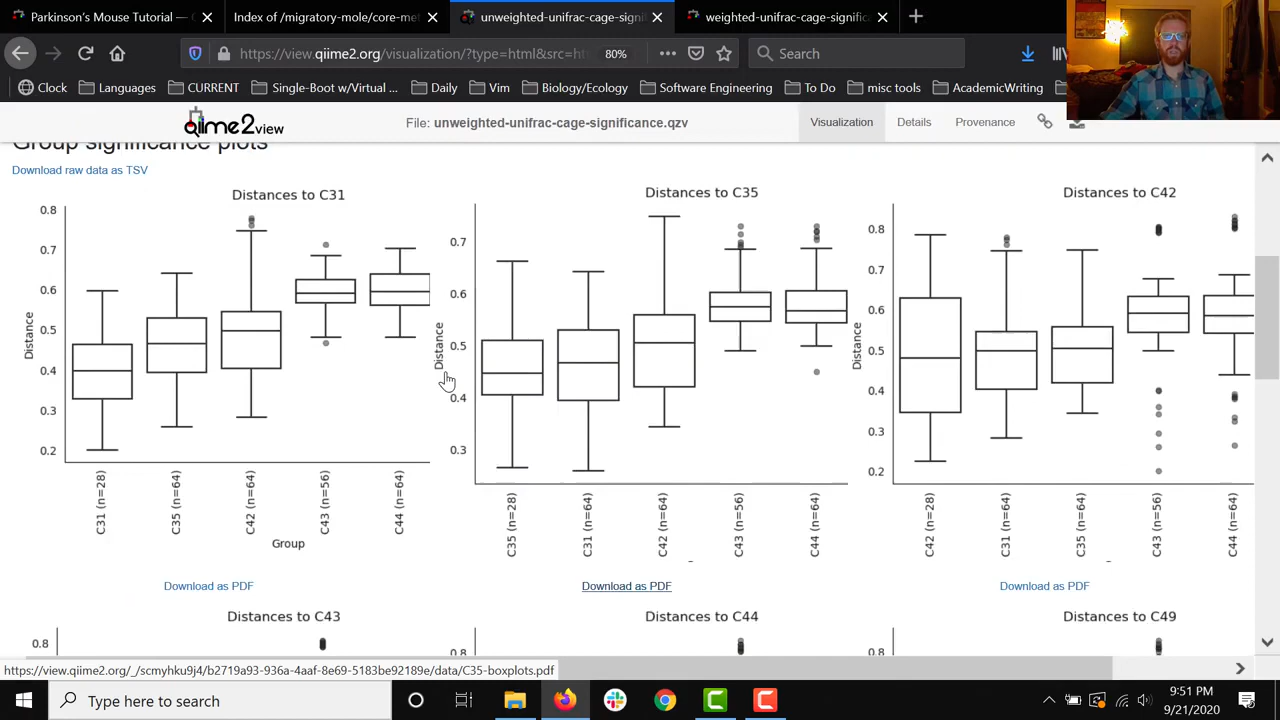 Parkinson's Mouse Tutorial —
Index of /migratory-mole/core-met
unweighted-unifrac-cage-signif
weighted-unifrac-cage-signific
https://view.qiime2.org/visualization/?type=html&src=ht
80%
Search
Clock
Languages
CURRENT
Single-Boot w/Vin...
Daily
Vim
Biology/Ecology
Software Engineering
To Do
misc tools
AcademicWriting
qiime2view
File: unweighted-unifrac-cage-significance.qzv
Visualization
Details
Provenance
Group significance plots
Download raw data as TSV
Distances to C31
Distances to C35
Distances to C42
0.8
0.7
0.6
0.5
0.4
0.3
0.2
Distance
C31 (n=28)
C35 (n=64)
C42 (n=64)
C43 (n=56)
C44 (n=64)
Group
0.7
0.6
0.5
0.4
0.3
Distance
C35 (n=28)
C31 (n=64)
C42 (n=64)
C43 (n=56)
C44 (n=64)
0.8
0.7
0.6
0.5
0.4
0.3
0.2
Distance
C42 (n=28)
C31 (n=64)
C35 (n=64)
C43 (n=56)
C44 (n=64)
Download as PDF
Download as PDF
Download as PDF
Distances to C43
Distances to C44
Distances to C49
0.8
0.8
0.8
https://view.qiime2.org/_/scmyhku9j4/b2719a93-936a-4aaf-8e69-5183be92189e/data/C35-boxplots.pdf
Type here to search
9:51 PM
9/21/2020